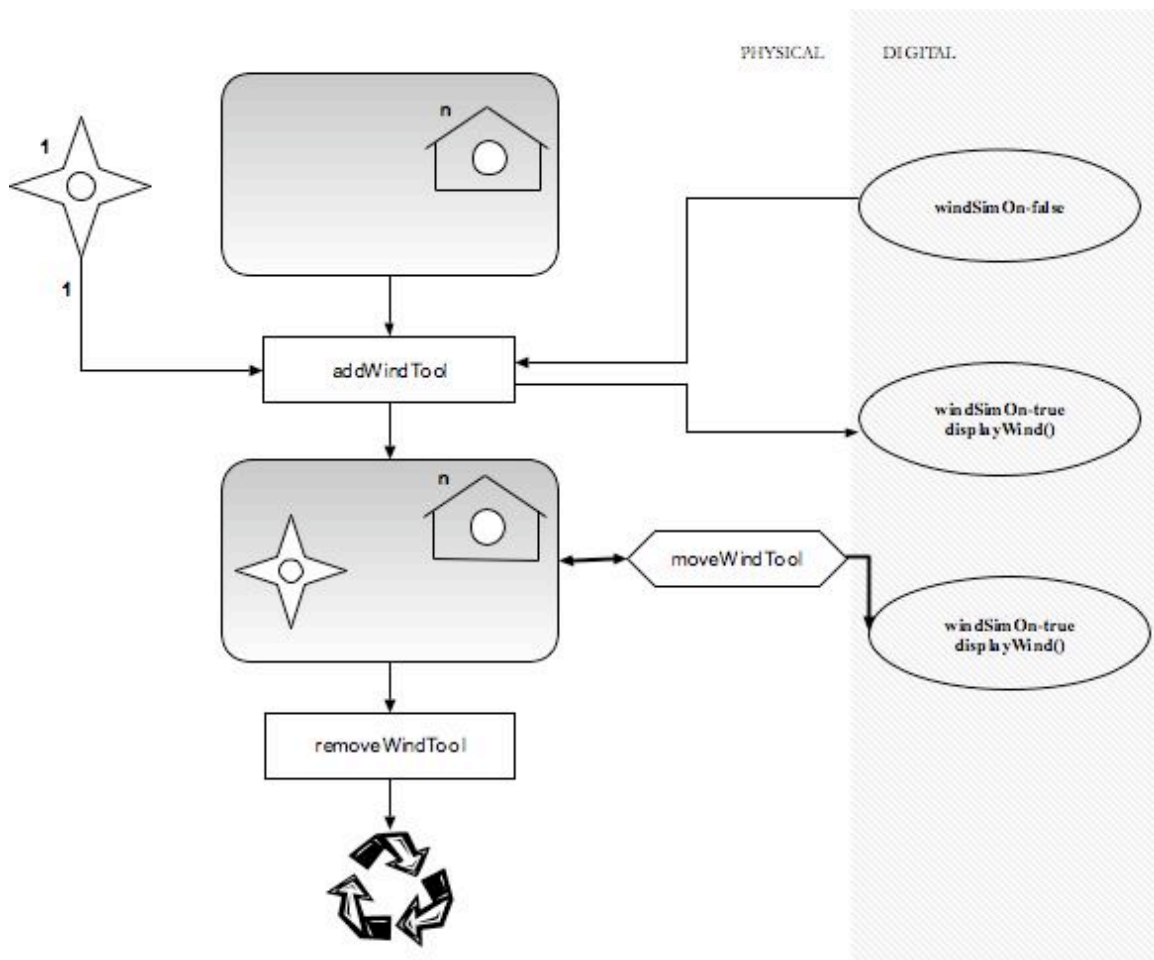 PHYSICAL
DIGITAL
n
1
windSimOn-false
1
addWindTool
windSimOn-true
displayWind()
n
moveWindTool
windSimOn-true
displayWind()
removeWindTool